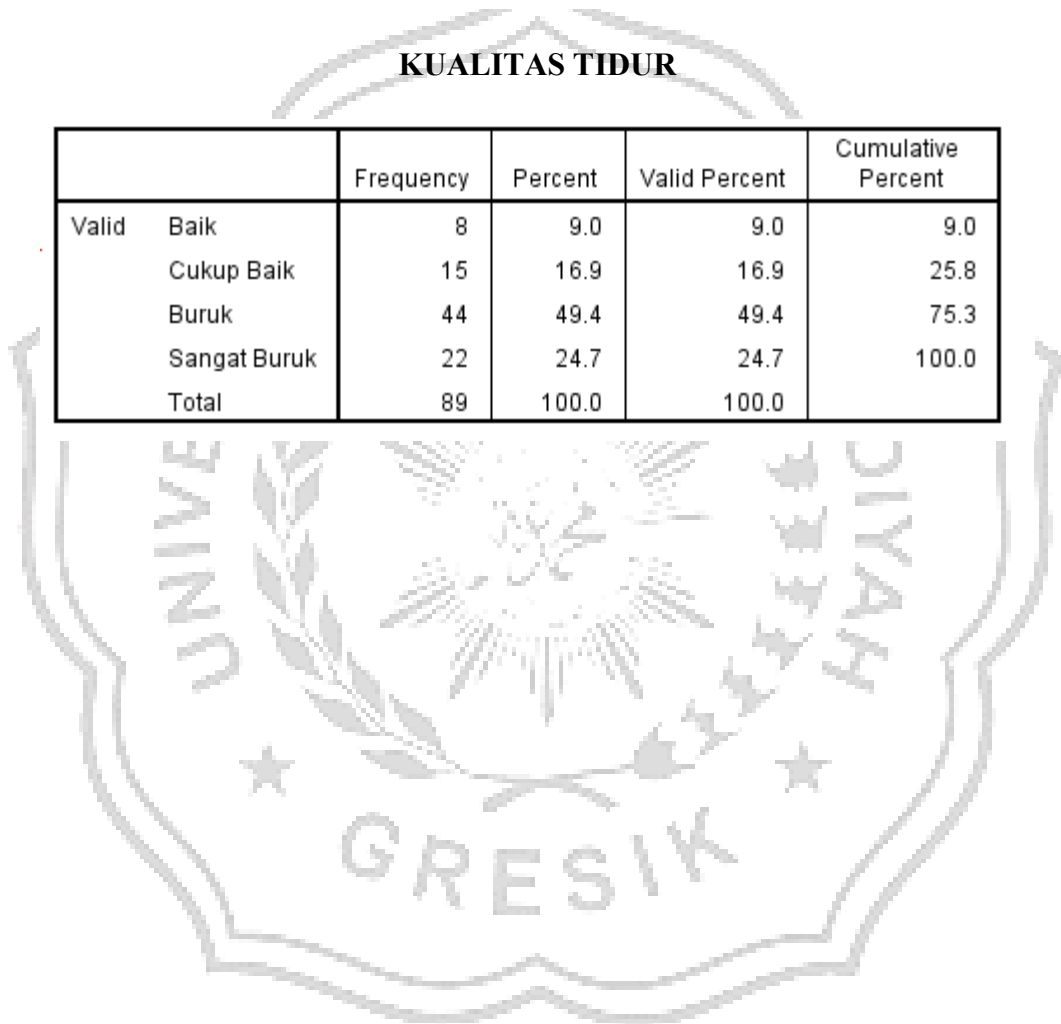 KUALITAS TIDUR
Frequency Percent Valid Percent Cumulative Percent
Valid Baik 8 9.0 9.0 9.0
Cukup Baik 15 16.9 16.9 25.8
Buruk 44 49.4 49.4 75.3
Sangat Buruk 22 24.7 24.7 100.0
Total 89 100.0 100.0
UNIVE
DIYAH
GRESIK